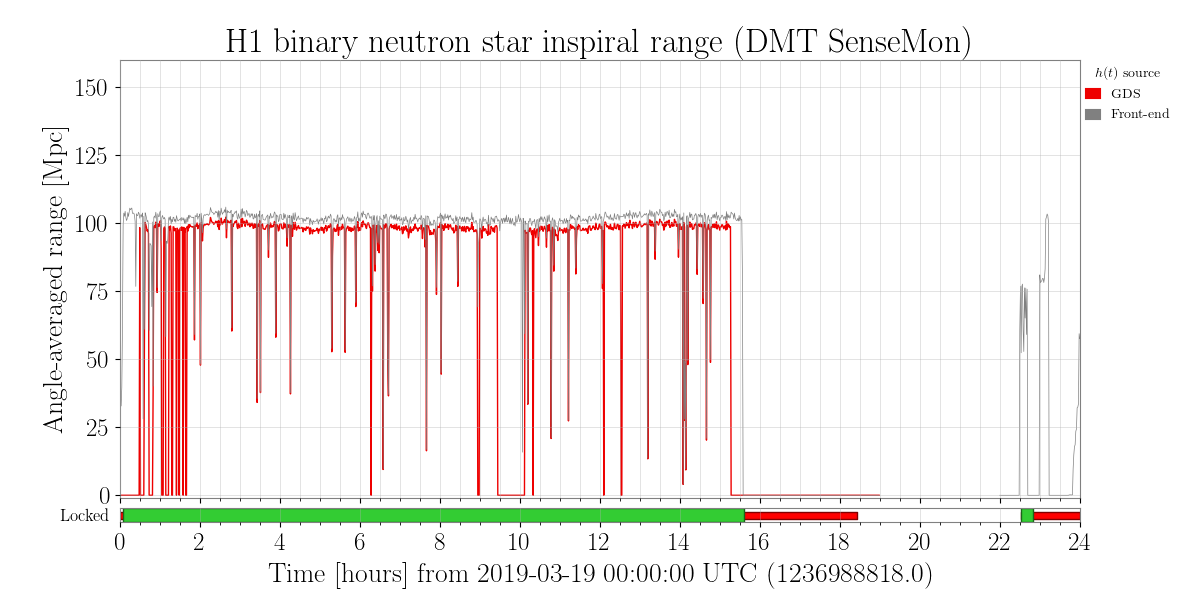 H1 binary neutron star inspiral range (DMT SenseMon)
h(t) source
GDS
Front-end
Angle-averaged range [Mpc]
150
125
100
75
50
25
0
Locked
0 2 4 6 8 10 12 14 16 18 20 22 24
Time [hours] from 2019-03-19 00:00:00 UTC (1236988818.0)